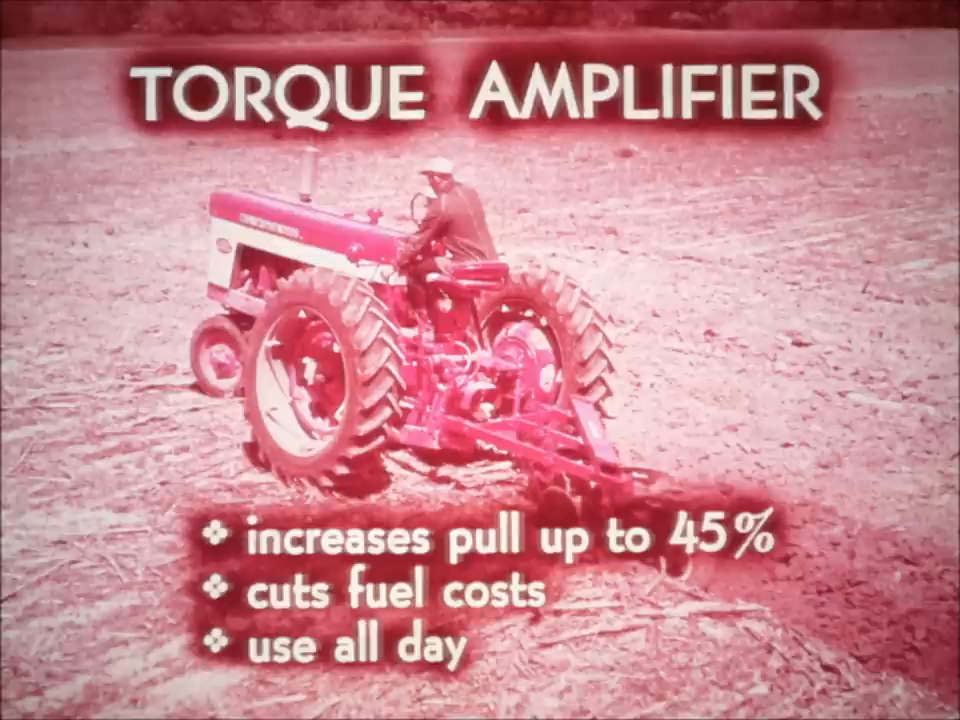 TORQUE AMPLIFIER
increases pull up to 45%
cuts fuel costs
use all day